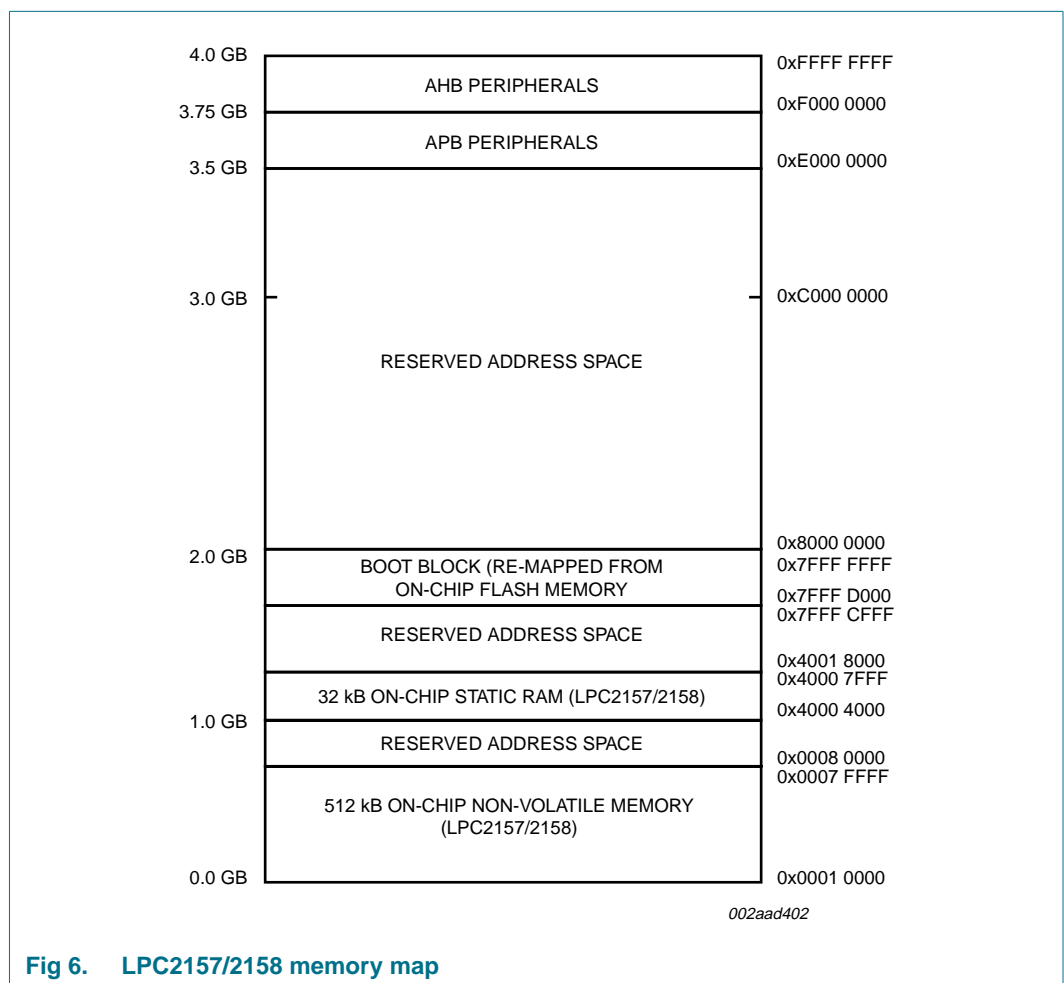 4.0 GB
0xFFFF FFFF
AHB PERIPHERALS
3.75 GB
0xF000 0000
APB PERIPHERALS
3.5 GB
0xE000 0000
3.0 GB
0xC000 0000
RESERVED ADDRESS SPACE
2.0 GB
0x8000 0000
BOOT BLOCK (RE-MAPPED FROM
ON-CHIP FLASH MEMORY
0x7FFF FFFF
0x7FFF D000
0x7FFF CFFF
RESERVED ADDRESS SPACE
0x4001 8000
0x4000 7FFF
32 kB ON-CHIP STATIC RAM (LPC2157/2158)
0x4000 4000
1.0 GB
RESERVED ADDRESS SPACE
0x0008 0000
0x0007 FFFF
512 kB ON-CHIP NON-VOLATILE MEMORY
(LPC2157/2158)
0.0 GB
0x0001 0000
002aad402
Fig 6. LPC2157/2158 memory map